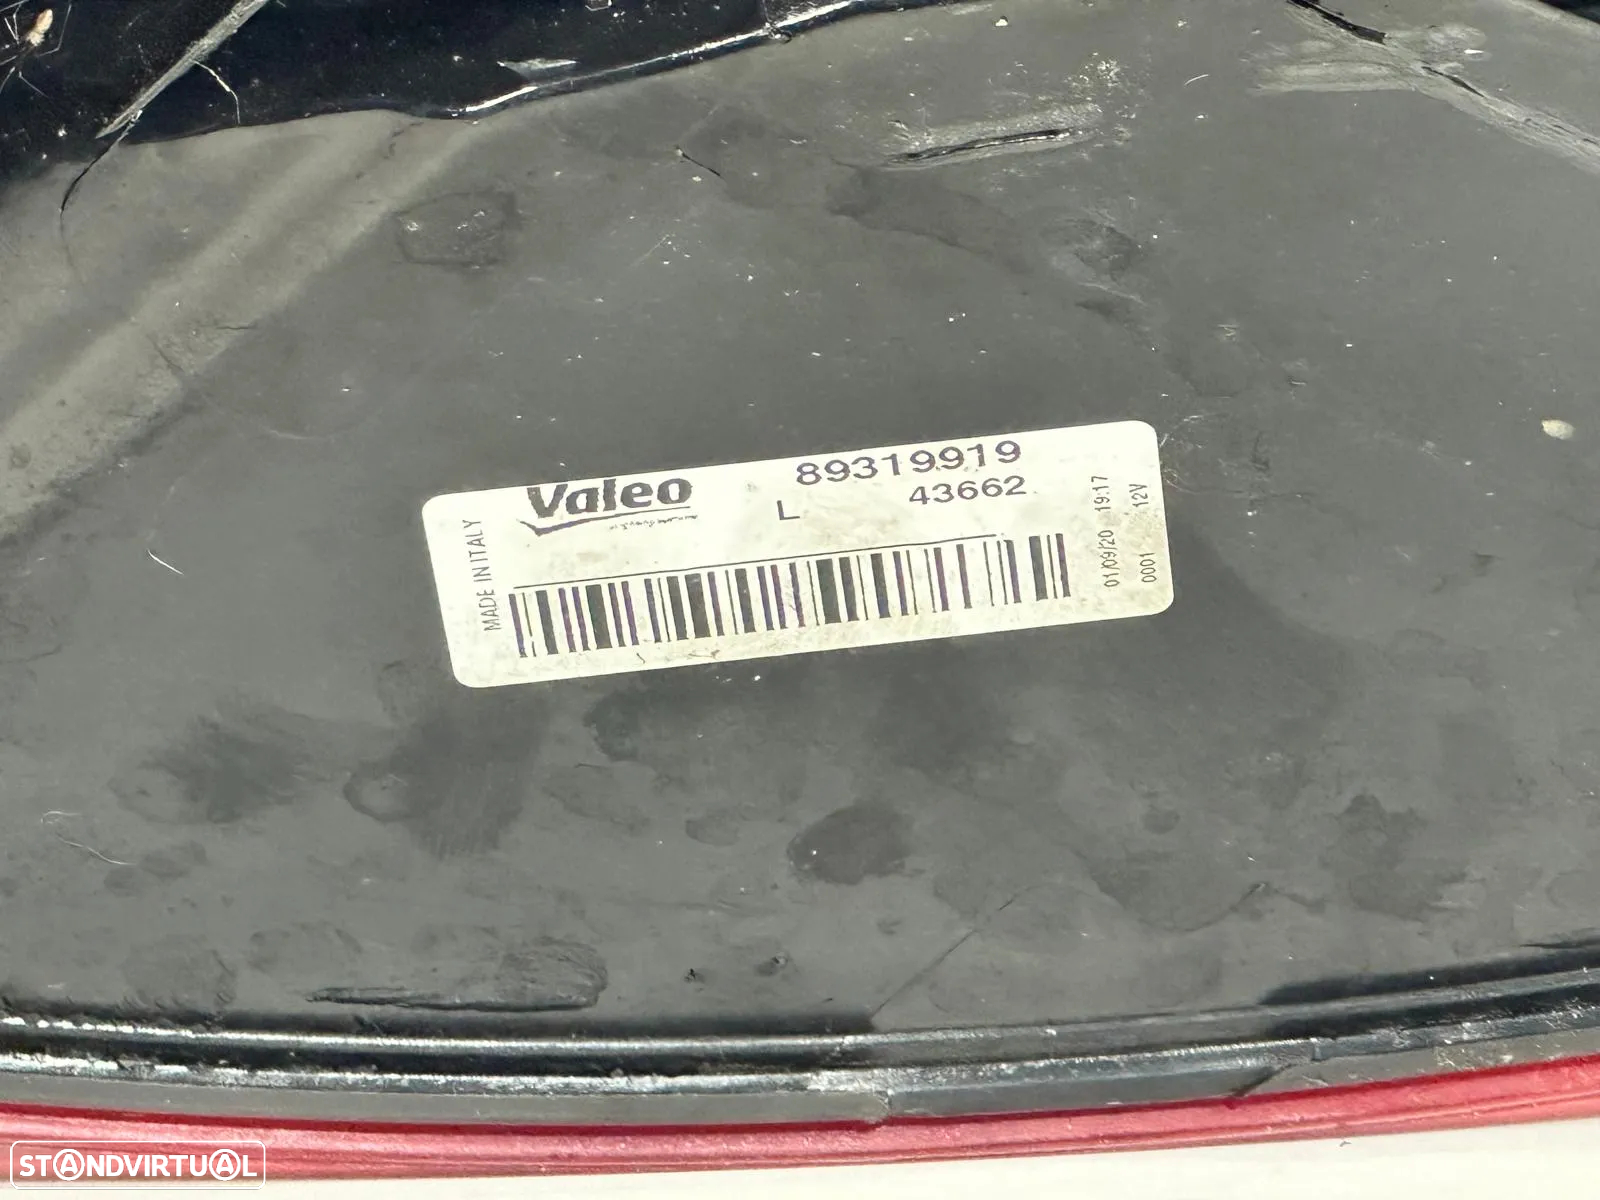 MADE IN ITALY
Valeo
L
89319919
43662
01/09/20 19:17
0001 12V
STANDVIRTUAL